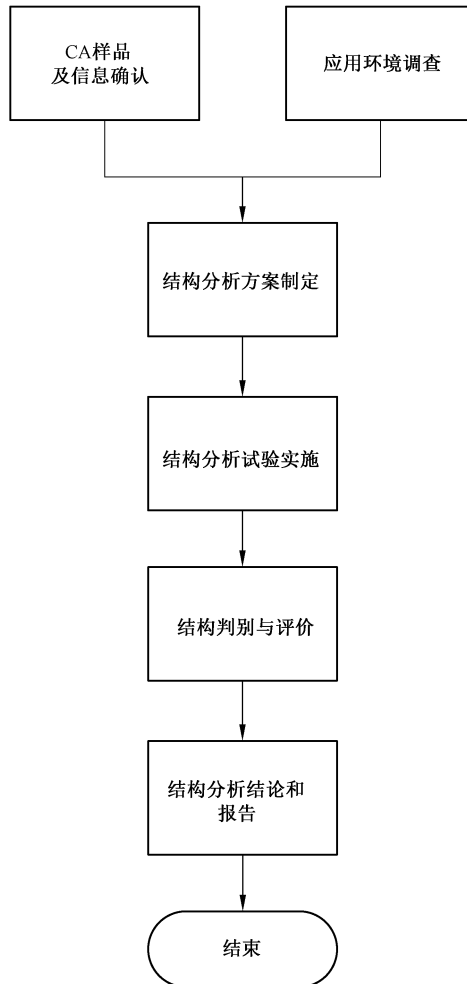 CA样品
及信息确认
应用环境调查
结构分析方案制定
结构分析试验实施
结构判别与评价
结构分析结论和
报告
结束